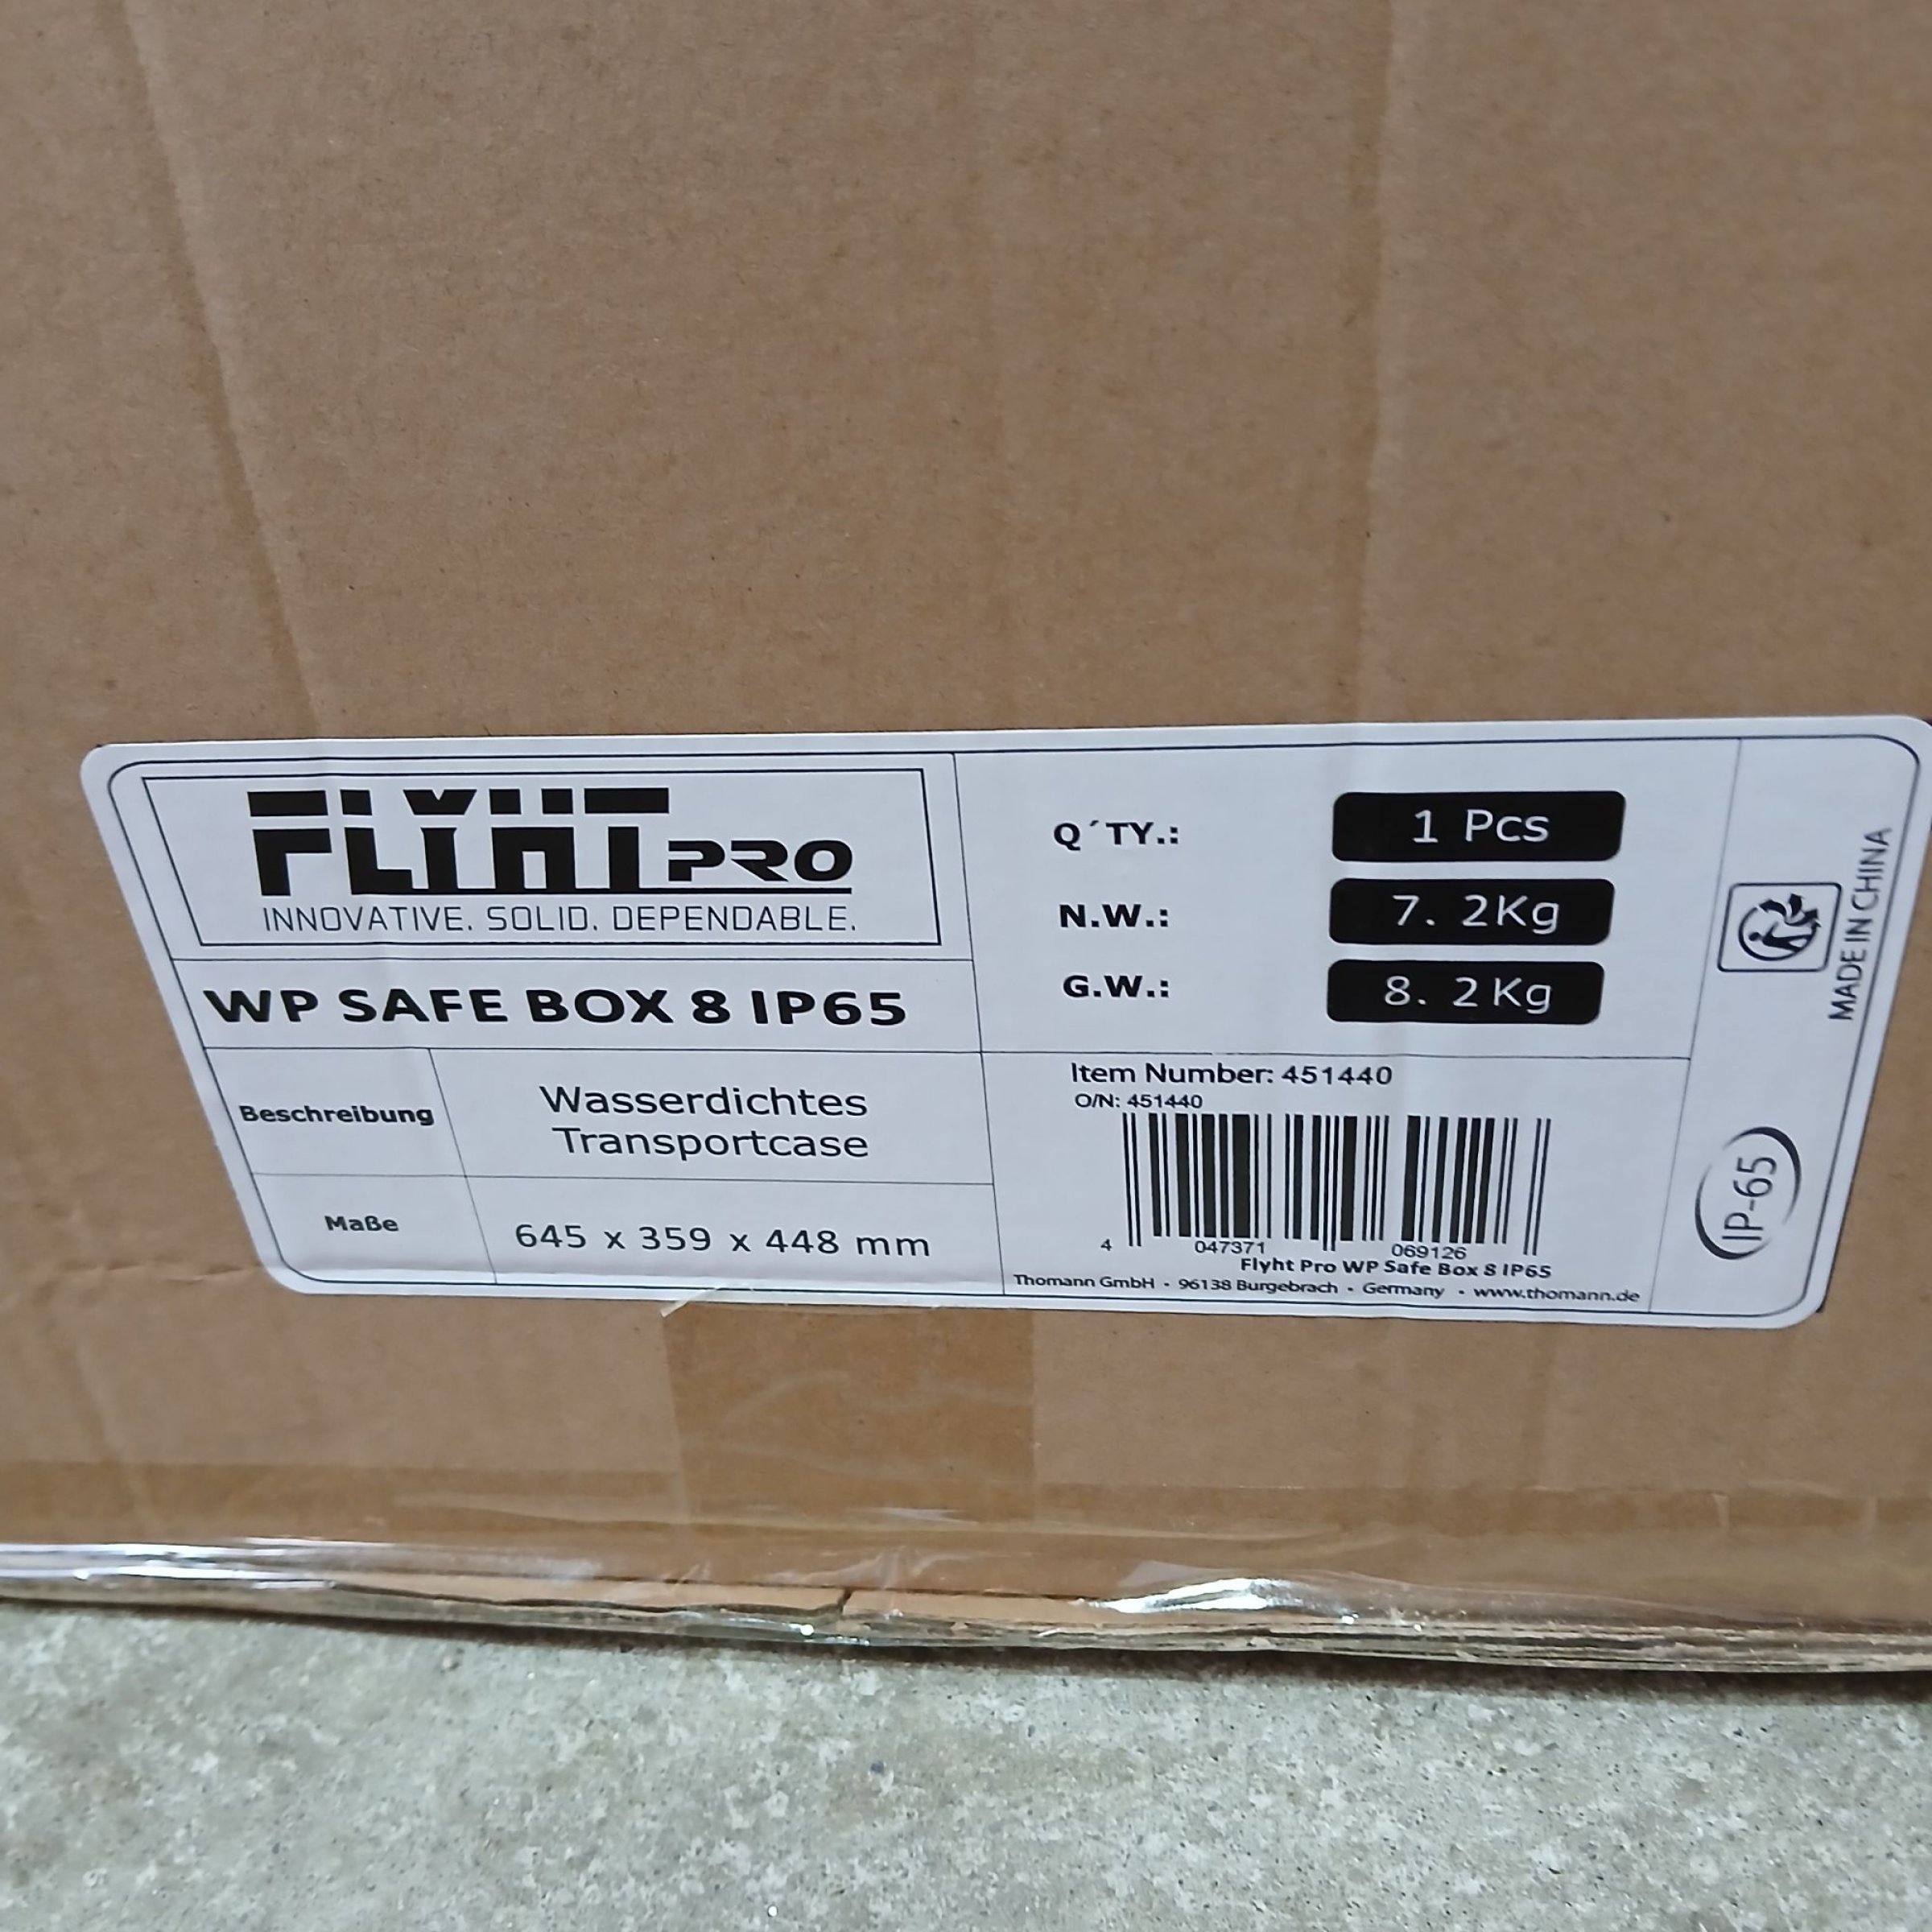 FLYHT PRO
INNOVATIVE. SOLID. DEPENDABLE.
WP SAFE BOX 8 IP65
Beschreibung
Wasserdichtes
Transportcase
Maße
645 x 359 x 448 mm
Q´TY.: 1 Pcs
N.W.: 7. 2Kg
G.W.: 8. 2Kg
Item Number: 451440
O/N: 451440
4 047371 069126
Flyht Pro WP Safe Box 8 IP65
Thomann GmbH · 96138 Burgebrach · Germany · www.thomann.de
MADE IN CHINA
IP-65